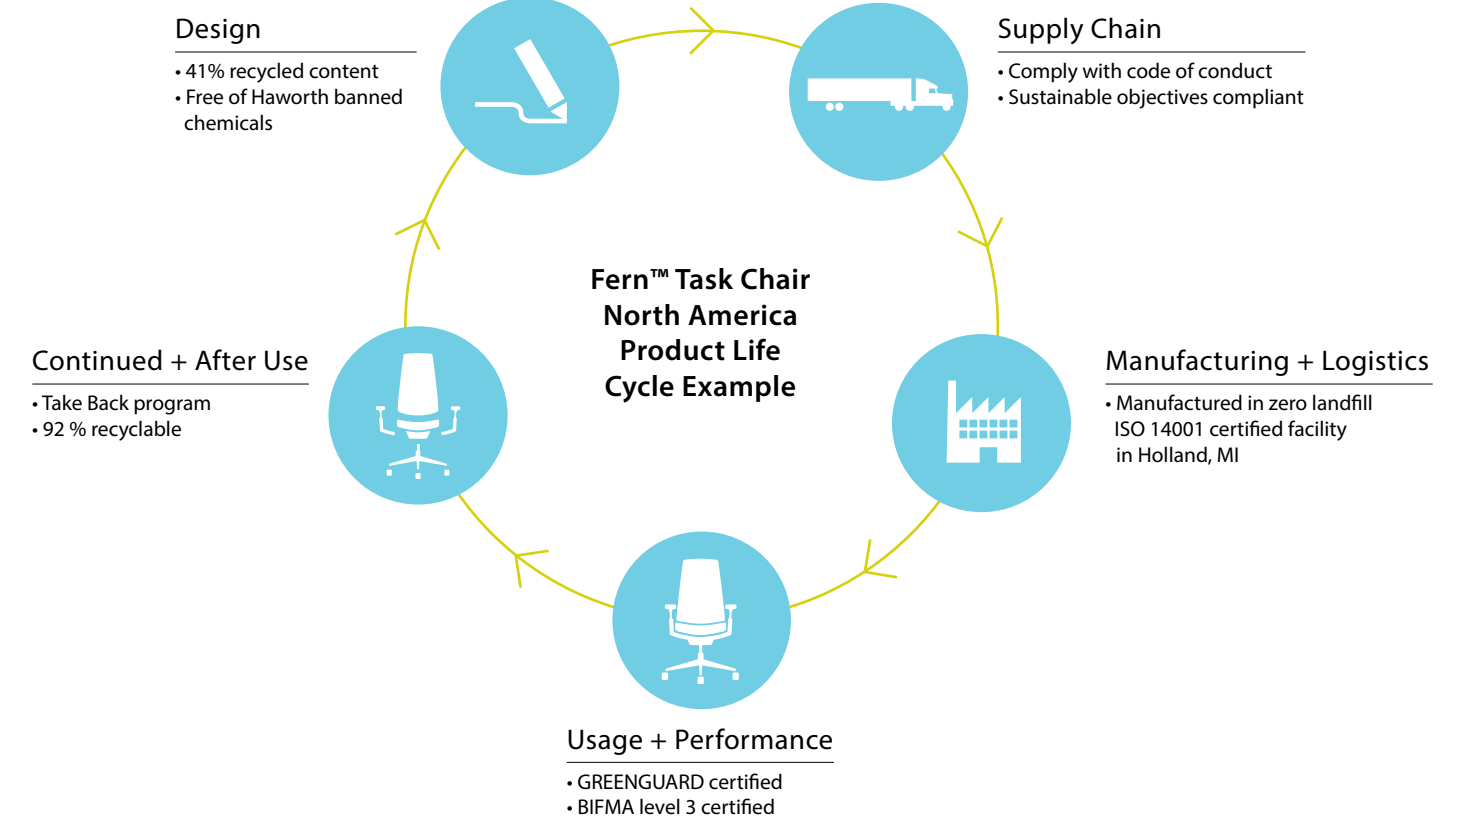 Design
• 41% recycled content
• Free of Haworth banned
chemicals
Supply Chain
• Comply with code of conduct
• Sustainable objectives compliant
Fern™ Task Chair
North America
Product Life
Cycle Example
Continued + After Use
• Take Back program
• 92 % recyclable
Manufacturing + Logistics
• Manufactured in zero landfill
ISO 14001 certified facility
in Holland, MI
Usage + Performance
• GREENGUARD certified
• BIFMA level 3 certified